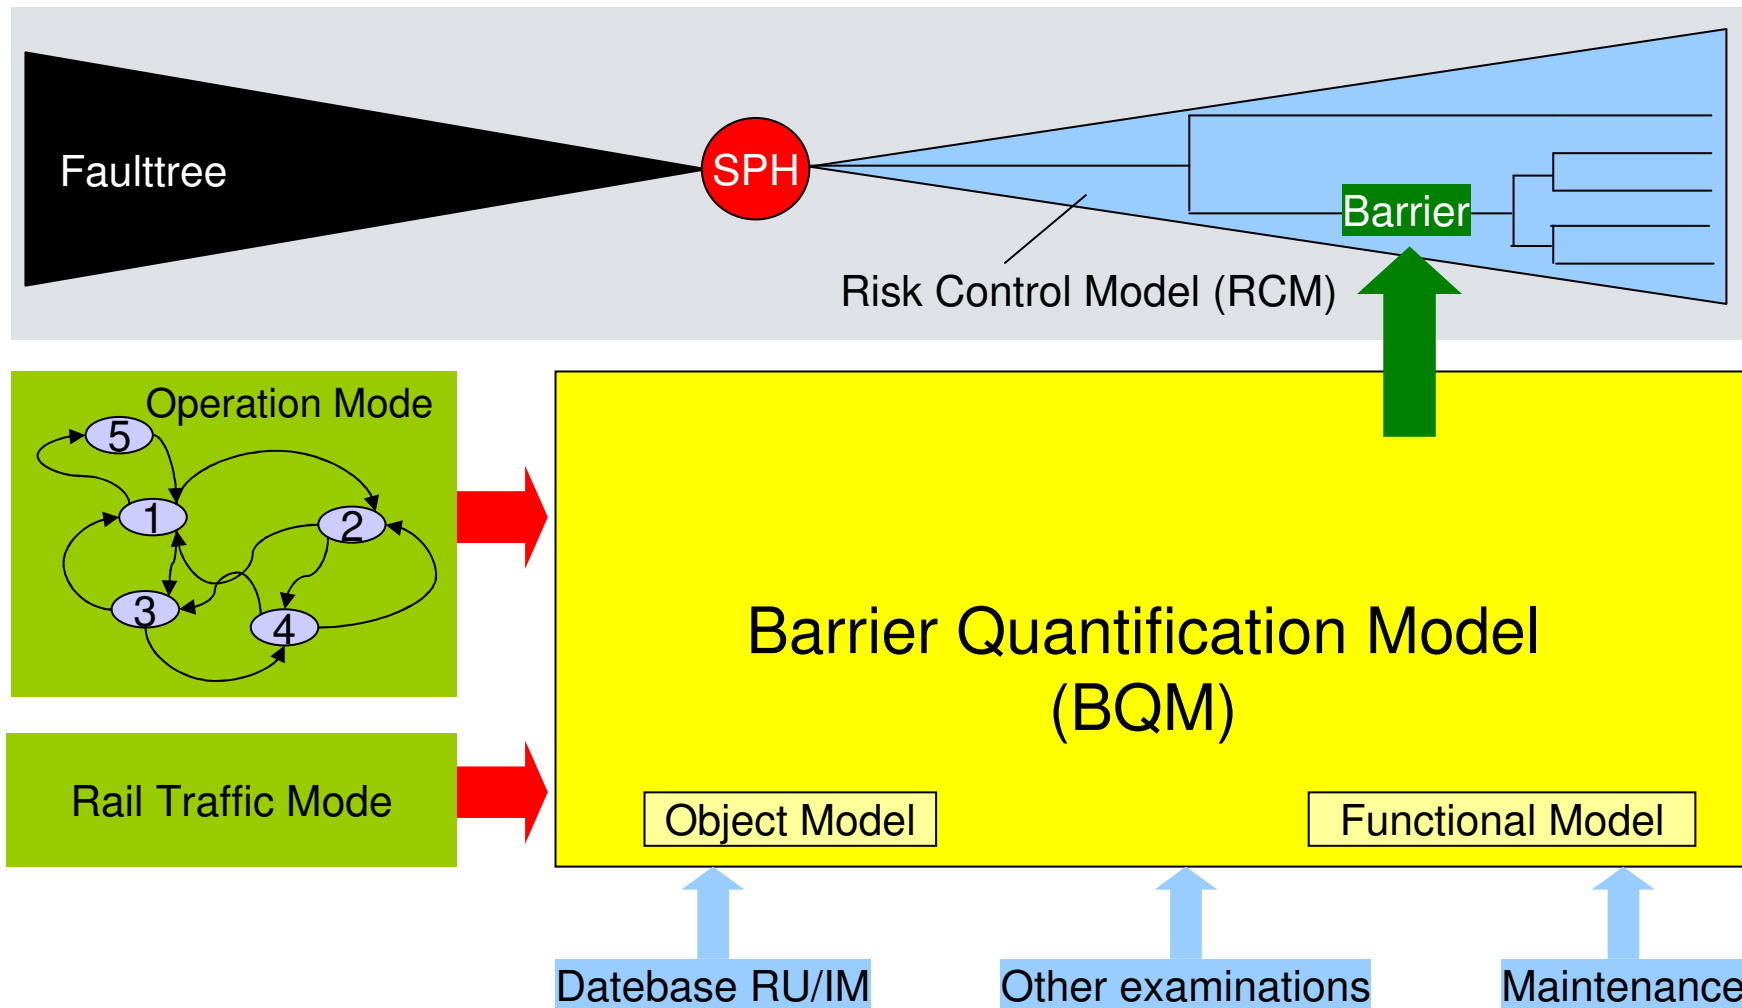 Faulttree
SPH
Barrier
Risk Control Model (RCM)
Operation Mode
5
1
2
3
4
Barrier Quantification Model
(BQM)
Rail Traffic Mode
Object Model
Functional Model
Datebase RU/IM
Other examinations
Maintenance